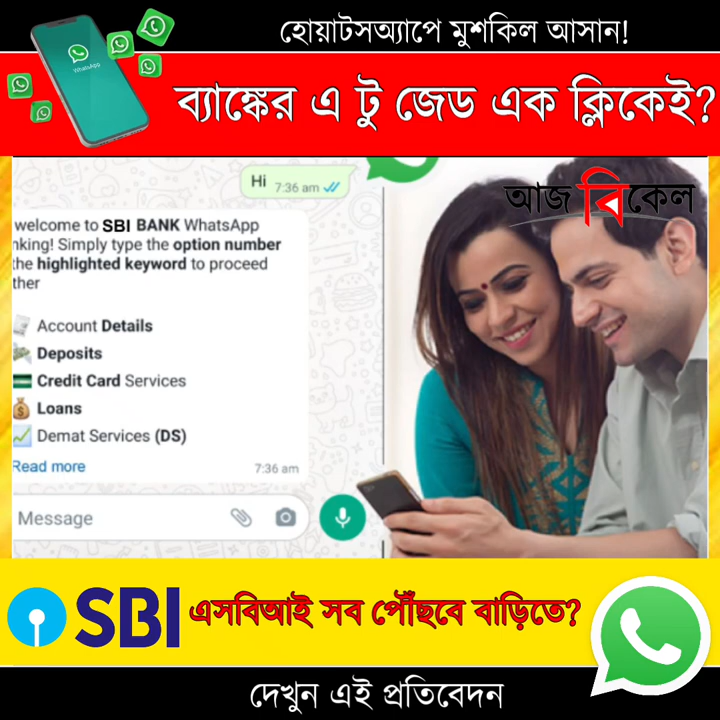 হোয়াটসঅ্যাপে মুশকিল আসান!
WhatsApp
ব্যাঙ্কের এ টু জেড এক ক্লিকেই?
Hi 7:36 am
আজ বিকেল
welcome to SBI BANK WhatsApp
nking! Simply type the option number
the highlighted keyword to proceed
ther
Account Details
Deposits
Credit Card Services
Loans
Demat Services (DS)
Read more 7:36 am
Message
SBI এসবিআই সব পৌঁছবে বাড়িতে?
দেখুন এই প্রতিবেদন